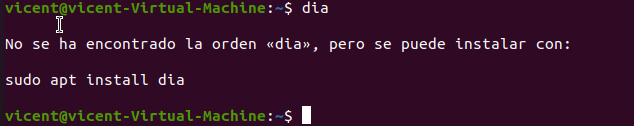 vicent@vicent-Virtual-Machine:~$ dia
No se ha encontrado la orden «dia», pero se puede instalar con:
sudo apt install dia
vicent@vicent-Virtual-Machine:~$